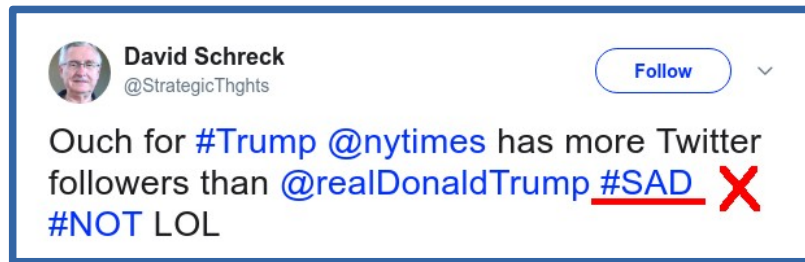 David Schreck
@StrategicThghts
Follow
Ouch for #Trump @nytimes has more Twitter
followers than @realDonaldTrump #SAD
#NOT LOL